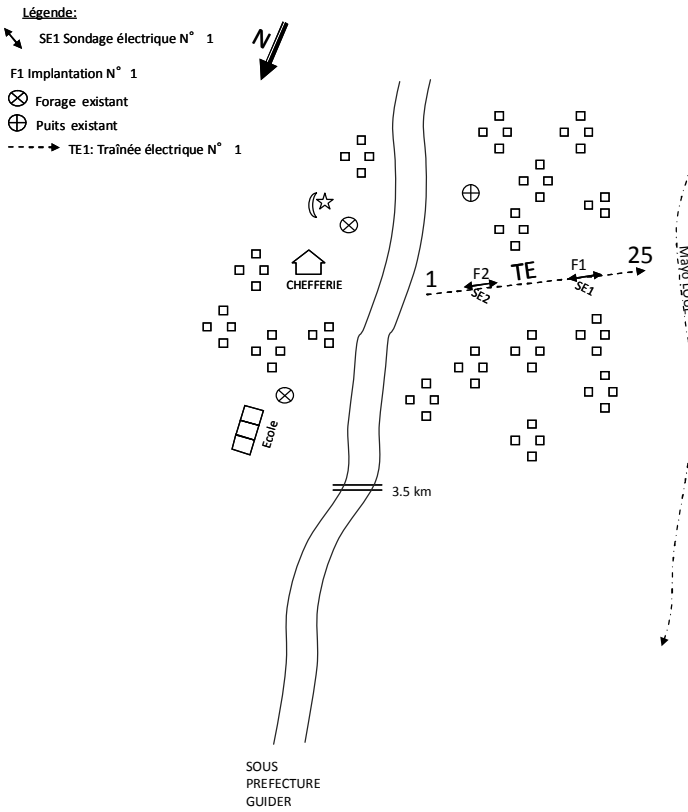 Légende:
SE1 Sondage électrique N° 1
F1 Implantation N° 1
Forage existant
Puits existant
TE1: Traînée électrique N° 1
N
CHEFFERIE
1
F2
SE2
TE
F1
SE1
25
Mayo
Ecole
3.5 km
SOUS
PREFECTURE
GUIDER